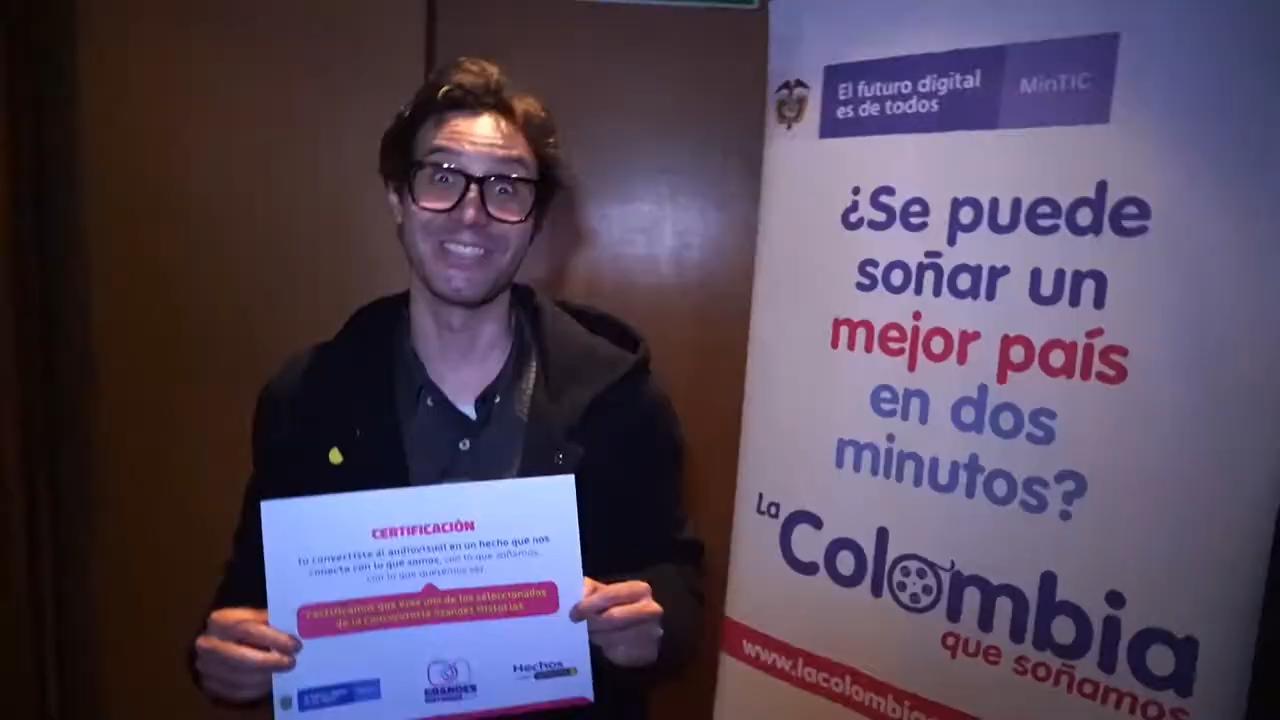 El futuro digital
es de todos
MinTIC
¿Se puede
soñar un
mejor país
en dos
minutos?
La
Colombia
que soñamos
www.lacolombia
CERTIFICACIÓN
Tú convertiste al audiovisual en un hecho que nos
conecta con lo que somos, con lo que soñamos,
con lo que queremos ser.
Certificamos que eres uno de los seleccionados
de la Convocatoria Grandes Historias
GRANDES
Hechos